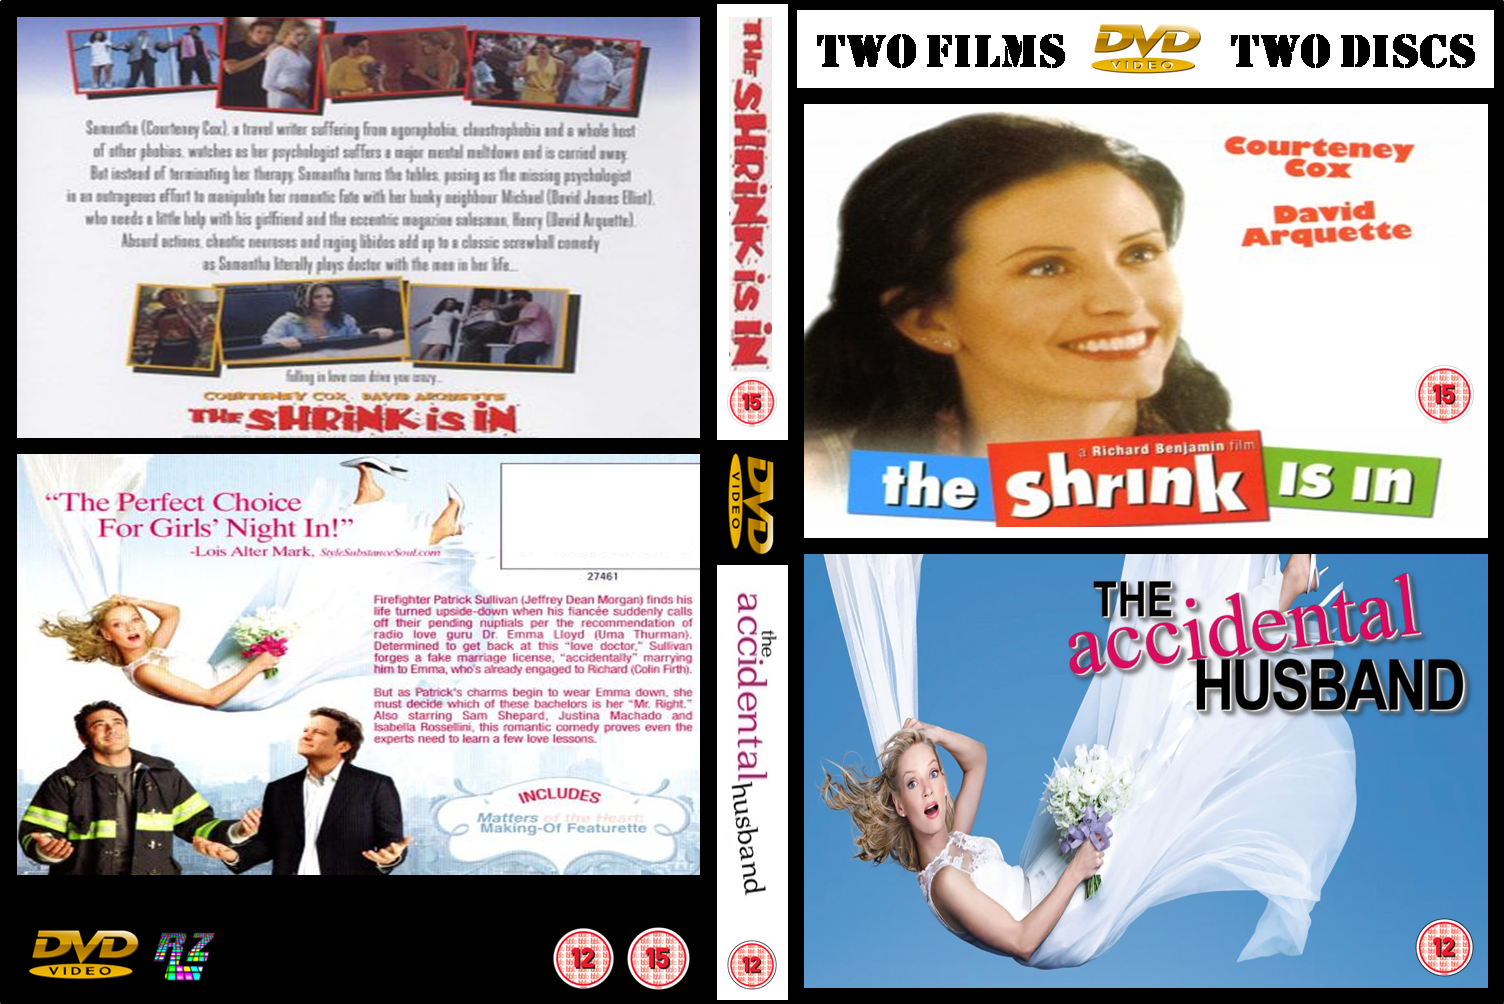 Samantha (Courteney Cox), a travel writer suffering from agoraphobia, claustrophobia and a whole host
of other phobias, watches as her psychologist suffers a major mental meltdown and is carried away.
But instead of terminating her therapy, Samantha turns the tables, posing as the missing psychologist
in an outrageous effort to manipulate her romantic fate with her hunky neighbour Michael (David James Elliot),
who needs a little help with his girlfriend and the eccentric magazine salesman, Henry (David Arquette).
Absurd actions, chaotic neuroses and raging libidos add up to a classic screwball comedy
as Samantha literally plays doctor with the men in her life...
falling in love can drive you crazy...
COURTENEY COX DAVID ARQUETTE
THE SHRINK IS IN
"The Perfect Choice
For Girls' Night In!"
-Lois Alter Mark, StyleSubstanceSoul.com
27461
Firefighter Patrick Sullivan (Jeffrey Dean Morgan) finds his
life turned upside-down when his fiancée suddenly calls
off their pending nuptials per the recommendation of
radio love guru Dr. Emma Lloyd (Uma Thurman).
Determined to get back at this "love doctor," Sullivan
forges a fake marriage license, "accidentally" marrying
him to Emma, who's already engaged to Richard (Colin Firth).
But as Patrick's charms begin to wear Emma down, she
must decide which of these bachelors is her "Mr. Right."
Also starring Sam Shepard, Justina Machado and
Isabella Rossellini, this romantic comedy proves even the
experts need to learn a few love lessons.
INCLUDES
Matters of the Heart:
Making-Of Featurette
DVD
VIDEO
RZ
12
15
THE SHRINK IS IN
15
DVD
VIDEO
the
accidental
husband
12
TWO FILMS DVD VIDEO TWO DISCS
Courteney
Cox
David
Arquette
15
a Richard Benjamin film
the shrink is in
THE
accidental
HUSBAND
12